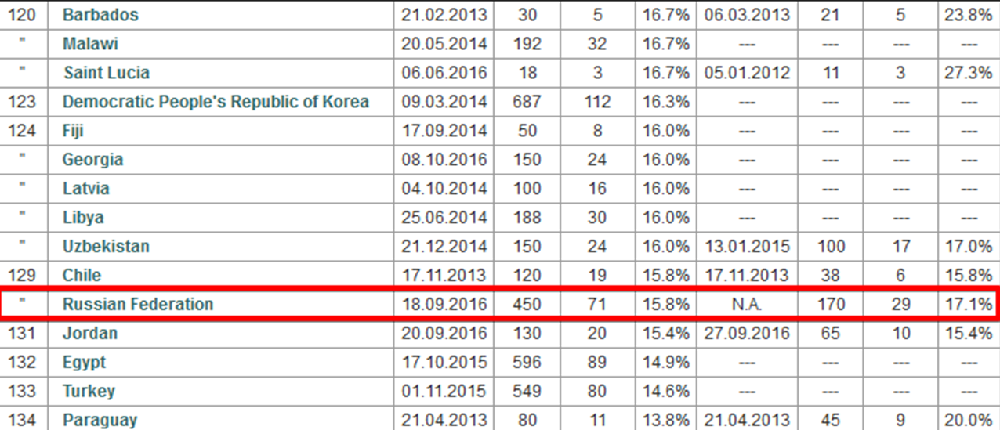 120 Barbados 21.02.2013 30 5 16.7% 06.03.2013 21 5 23.8%
" Malawi 20.05.2014 192 32 16.7% --- --- --- ---
" Saint Lucia 06.06.2016 18 3 16.7% 05.01.2012 11 3 27.3%
123 Democratic People's Republic of Korea 09.03.2014 687 112 16.3% --- --- --- ---
124 Fiji 17.09.2014 50 8 16.0% --- --- --- ---
" Georgia 08.10.2016 150 24 16.0% --- --- --- ---
" Latvia 04.10.2014 100 16 16.0% --- --- --- ---
" Libya 25.06.2014 188 30 16.0% --- --- --- ---
" Uzbekistan 21.12.2014 150 24 16.0% 13.01.2015 100 17 17.0%
129 Chile 17.11.2013 120 19 15.8% 17.11.2013 38 6 15.8%
" Russian Federation 18.09.2016 450 71 15.8% N.A. 170 29 17.1%
131 Jordan 20.09.2016 130 20 15.4% 27.09.2016 65 10 15.4%
132 Egypt 17.10.2015 596 89 14.9% --- --- --- ---
133 Turkey 01.11.2015 549 80 14.6% --- --- --- ---
134 Paraguay 21.04.2013 80 11 13.8% 21.04.2013 45 9 20.0%